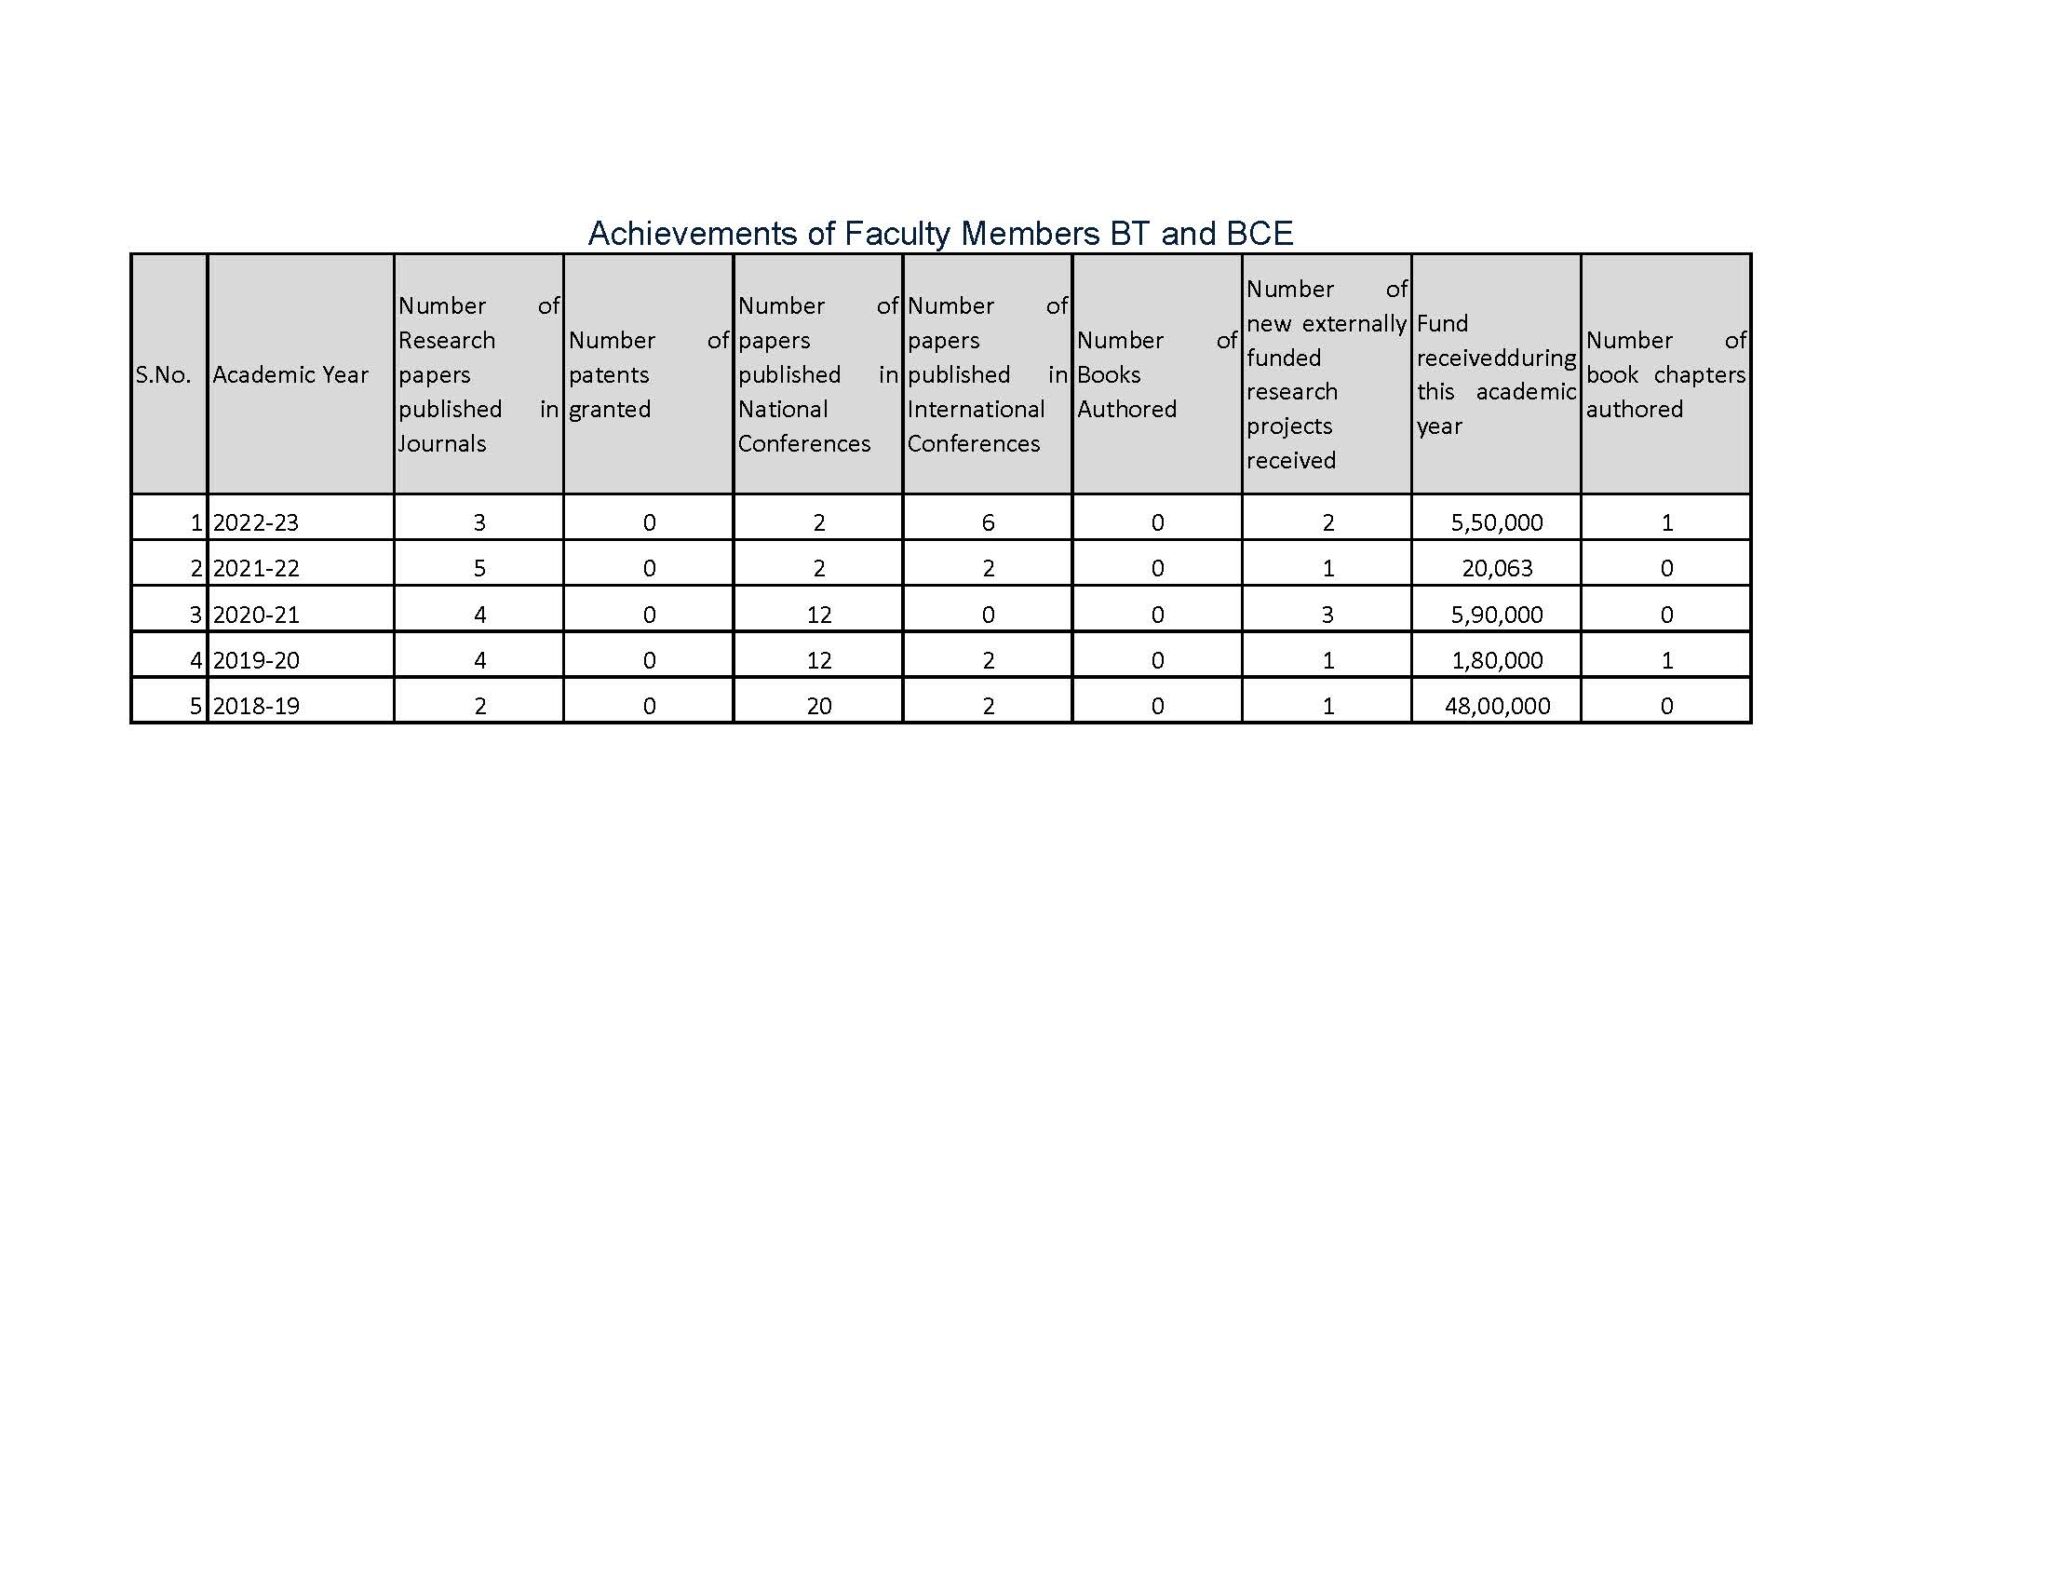 Achievements of Faculty Members BT and BCE
S.No.
Academic Year
Number of
Research
papers
published in
Journals
Number of
patents
granted
Number of
papers
published in
National
Conferences
Number of
papers
published in
International
Conferences
Number of
Books
Authored
Number of
new externally
funded
research
projects
received
Fund
receivedduring
this academic
year
Number of
book chapters
authored
1 2022-23 3 0 2 6 0 2 5,50,000 1
2 2021-22 5 0 2 2 0 1 20,063 0
3 2020-21 4 0 12 0 0 3 5,90,000 0
4 2019-20 4 0 12 2 0 1 1,80,000 1
5 2018-19 2 0 20 2 0 1 48,00,000 0